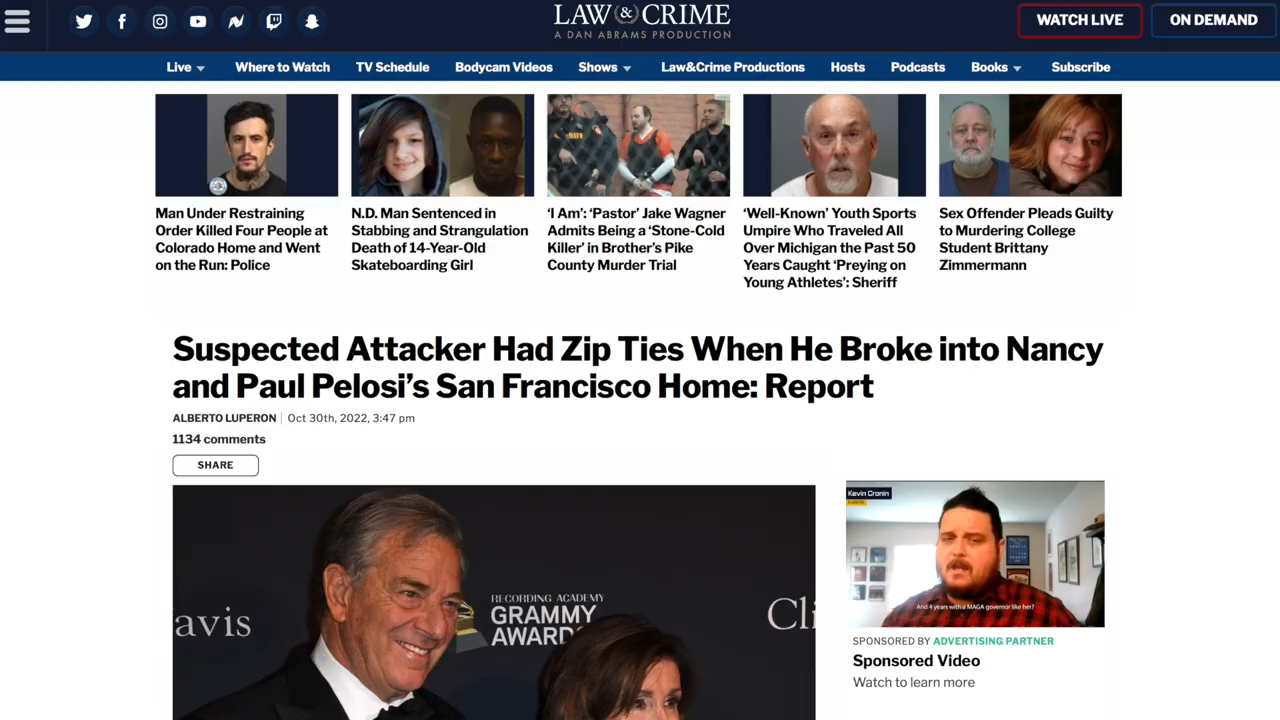 LAW & CRIME
A DAN ABRAMS PRODUCTION
WATCH LIVE
ON DEMAND
Live
Where to Watch
TV Schedule
Bodycam Videos
Shows
Law&Crime Productions
Hosts
Podcasts
Books
Subscribe
Man Under Restraining
Order Killed Four People at
Colorado Home and Went
on the Run: Police
N.D. Man Sentenced in
Stabbing and Strangulation
Death of 14-Year-Old
Skateboarding Girl
‘I Am’: ‘Pastor’ Jake Wagner
Admits Being a ‘Stone-Cold
Killer’ in Brother’s Pike
County Murder Trial
‘Well-Known’ Youth Sports
Umpire Who Traveled All
Over Michigan the Past 50
Years Caught ‘Preying on
Young Athletes’: Sheriff
Sex Offender Pleads Guilty
to Murdering College
Student Brittany
Zimmermann
Suspected Attacker Had Zip Ties When He Broke into Nancy
and Paul Pelosi’s San Francisco Home: Report
ALBERTO LUPERON | Oct 30th, 2022, 3:47 pm
1134 comments
SHARE
avis
RECORDING ACADEMY
GRAMMY
AWARDS
Cli
Kevin Cronin
And 4 years with a MAGA governor like her?
SPONSORED BY ADVERTISING PARTNER
Sponsored Video
Watch to learn more